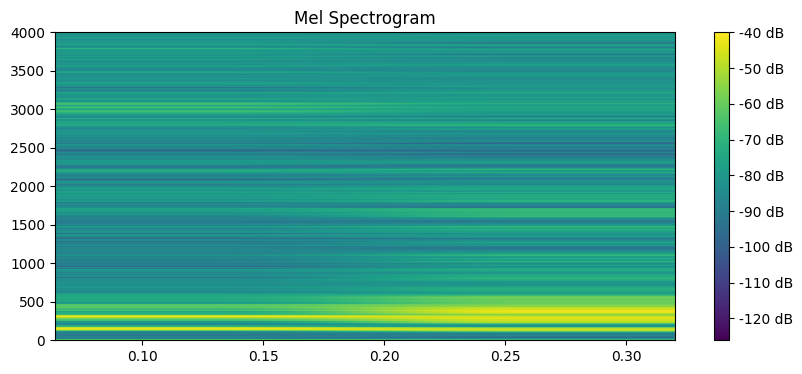 Mel Spectrogram
4000
3500
3000
2500
2000
1500
1000
500
0
0.10 0.15 0.20 0.25 0.30
-40 dB
-50 dB
-60 dB
-70 dB
-80 dB
-90 dB
-100 dB
-110 dB
-120 dB